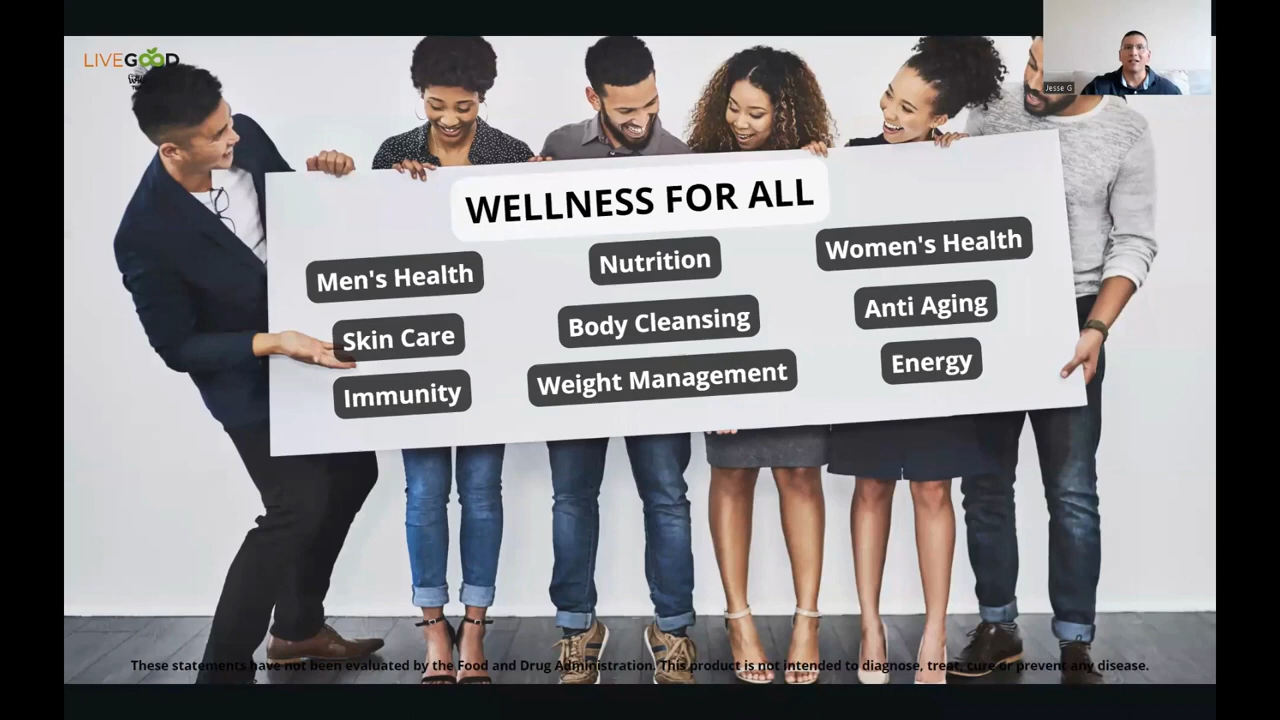 LIVEGOOD
Jesse G
WELLNESS FOR ALL
Men's Health
Nutrition
Women's Health
Skin Care
Body Cleansing
Anti Aging
Immunity
Weight Management
Energy
These statements have not been evaluated by the Food and Drug Administration. This product is not intended to diagnose, treat, cure or prevent any disease.